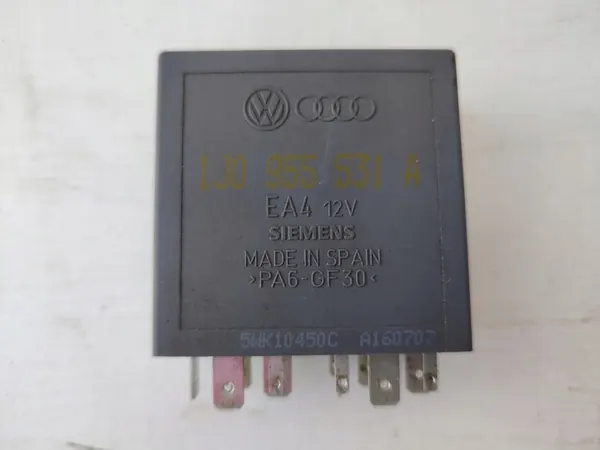 1J0 955 531 A
EA4 12V
SIEMENS
MADE IN SPAIN
>PA6-GF30<
5WK10450C A160707